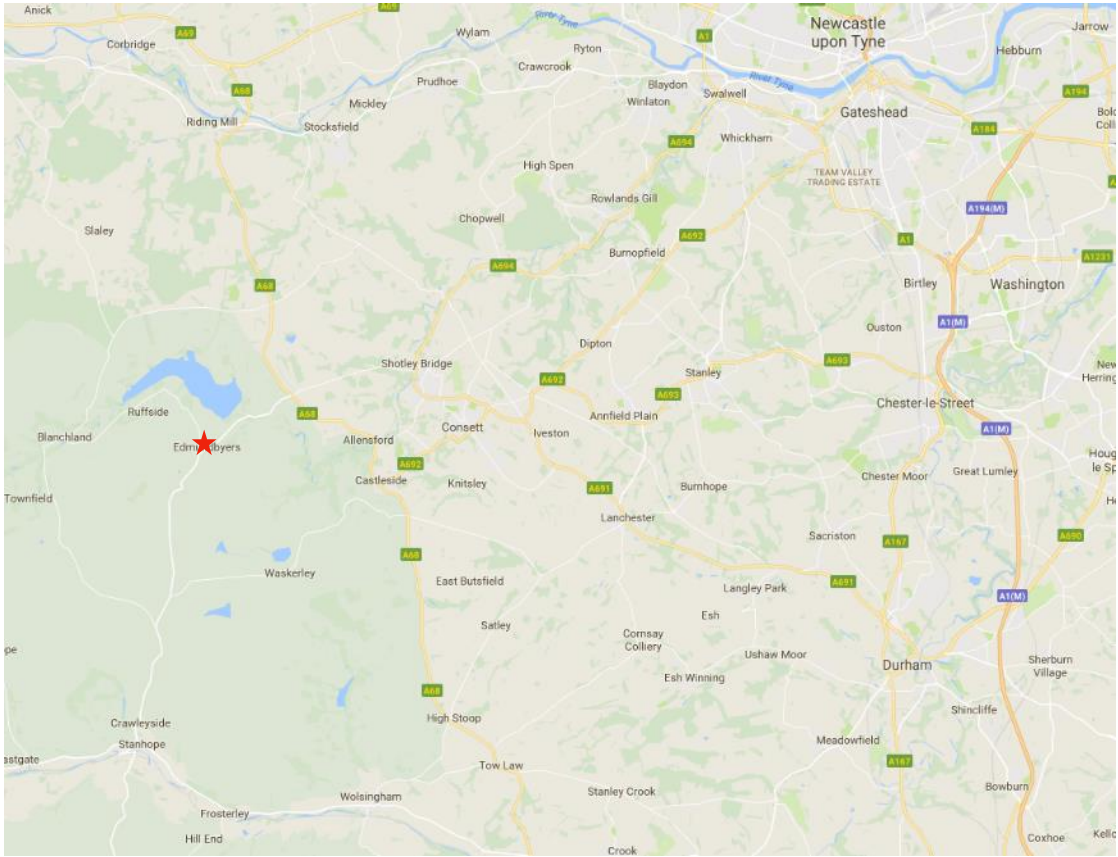 Anick
A69
A69
River Tyne
Newcastle
upon Tyne
Jarrow
Corbridge
Wylam
A1
Ryton
Hebburn
Crawcrook
Prudhoe
Blaydon
River Tyne
A68
Mickley
Winlaton
Swalwell
A194
Riding Mill
Stocksfield
Gateshead
A184
A694
Whickham
High Spen
TEAM VALLEY
TRADING ESTATE
Rowlands Gill
Chopwell
A194(M)
Slaley
A692
A1
Burnopfield
A694
A1231
A68
Birtley
Washington
A1(M)
Ouston
Dipton
Shotley Bridge
A693
New
Herring
A692
Stanley
A693
Chester-le-Street
Ruffside
A68
Annfield Plain
Consett
A1(M)
Blanchland
Allensford
Iveston
Houg
le Sp
A692
Castleside
Knitsley
A691
Burnhope
Chester Moor
Great Lumley
Townfield
Lanchester
Sacriston
A167
A690
A68
Waskerley
East Butsfield
Langley Park
A691
A1(M)
Satley
Esh
Cornsay
Colliery
Ushaw Moor
Durham
Sherburn
Village
Esh Winning
A68
High Stoop
Shincliffe
Crawleyside
Stanhope
Meadowfield
astgate
A167
Tow Law
Bowburn
Wolsingham
Stanley Crook
Frosterley
Hill End
Coxhoe
Crook